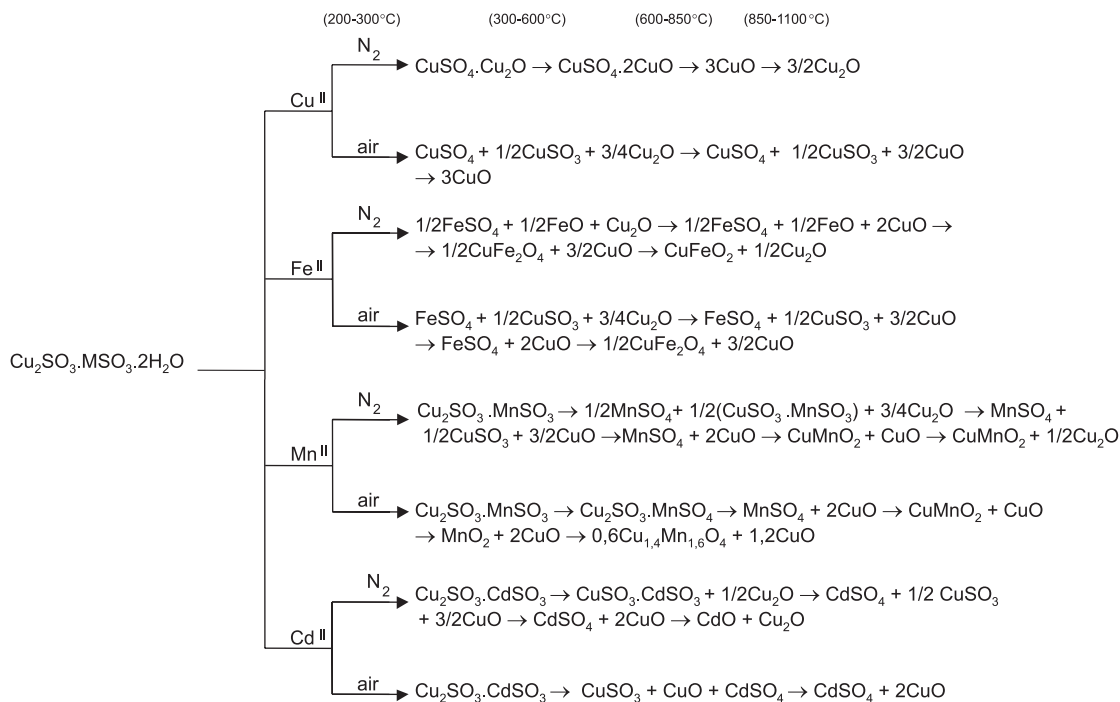 (200-300°C) (300-600°C) (600-850°C) (850-1100°C)
N₂
CuSO₄.Cu₂O → CuSO₄.2CuO → 3CuO → 3/2Cu₂O
Cu II
air
CuSO₄ + 1/2CuSO₃ + 3/4Cu₂O → CuSO₄ + 1/2CuSO₃ + 3/2CuO
→ 3CuO
N₂
1/2FeSO₄ + 1/2FeO + Cu₂O → 1/2FeSO₄ + 1/2FeO + 2CuO →
→ 1/2CuFe₂O₄ + 3/2CuO → CuFeO₂ + 1/2Cu₂O
Fe II
air
FeSO₄ + 1/2CuSO₃ + 3/4Cu₂O → FeSO₄ + 1/2CuSO₃ + 3/2CuO
→ FeSO₄ + 2CuO → 1/2CuFe₂O₄ + 3/2CuO
Cu₂SO₃.MSO₃.2H₂O
N₂
Cu₂SO₃.MnSO₃ → 1/2MnSO₄ + 1/2(CuSO₃.MnSO₃) + 3/4Cu₂O → MnSO₄ +
1/2CuSO₃ + 3/2CuO → MnSO₄ + 2CuO → CuMnO₂ + CuO → CuMnO₂ + 1/2Cu₂O
Mn II
air
Cu₂SO₃.MnSO₃ → Cu₂SO₃.MnSO₄ → MnSO₄ + 2CuO → CuMnO₂ + CuO
→ MnO₂ + 2CuO → 0,6Cu₁,₄Mn₁,₆O₄ + 1,2CuO
N₂
Cu₂SO₃.CdSO₃ → CuSO₃.CdSO₃ + 1/2Cu₂O → CdSO₄ + 1/2 CuSO₃
+ 3/2CuO → CdSO₄ + 2CuO → CdO + Cu₂O
Cd II
air
Cu₂SO₃.CdSO₃ → CuSO₃ + CuO + CdSO₄ → CdSO₄ + 2CuO